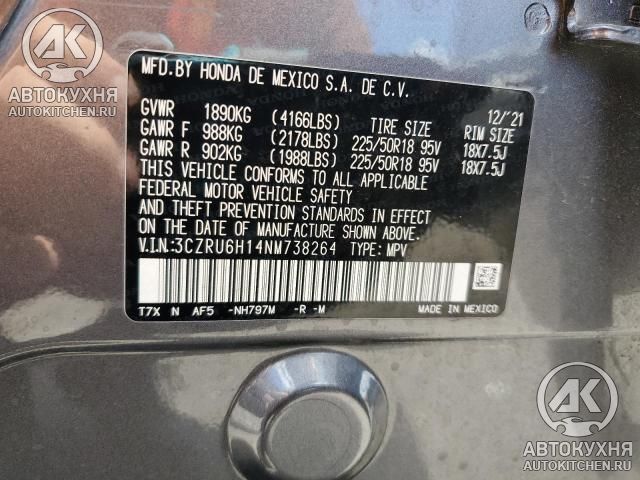 AK
АВТОКУХНЯ
AUTOKITCHEN.RU
MFD.BY HONDA DE MEXICO S.A. DE C.V.
12/'21
GVWR 1890KG (4166LBS) TIRE SIZE RIM SIZE
GAWR F 988KG (2178LBS) 225/50R18 95V 18X7.5J
GAWR R 902KG (1988LBS) 225/50R18 95V 18X7.5J
THIS VEHICLE CONFORMS TO ALL APPLICABLE
FEDERAL MOTOR VEHICLE SAFETY
AND THEFT PREVENTION STANDARDS IN EFFECT
ON THE DATE OF MANUFACTURE SHOWN ABOVE.
V.I.N:3CZRU6H14NM738264 TYPE: MPV
T7X N AF5 -NH797M -R -M MADE IN MEXICO
AK
АВТОКУХНЯ
AUTOKITCHEN.RU